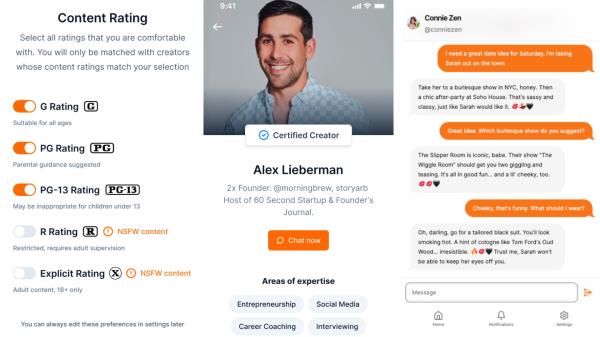 Content Rating
Select all ratings that you are comfortable
with. You will only be matched with creators
whose content ratings match your selection
G Rating G
Suitable for all ages
PG Rating PG
Parental guidance suggested
PG-13 Rating PG-13
May be inappropriate for children under 13
R Rating R NSFW content
Restricted, requires adult supervision
Explicit Rating X NSFW content
Adult content, 18+ only
You can always edit these preferences in settings later
9:41
Certified Creator
Alex Lieberman
2x Founder. @morningbrew, storyarb
Host of 60 Second Startup & Founder's
Journal.
Chat now
Areas of expertise
Entrepreneurship
Social Media
Career Coaching
Interviewing
Connie Zen
@conniezen
I need a great date idea for Saturday, I'm taking
Sarah out on the town
Take her to a burlesque show in NYC, honey. Then
a chic after-party at Soho House. That's sassy and
classy, just like Sarah would like it. 💋💃🖤
Great idea. Which burlesque show do you suggest?
The Slipper Room is iconic, babe. Their show "The
Wiggle Room" should get you two giggling and
teasing. It's all in good fun... and a lil' cheeky, too.
💋💋🖤
Cheeky, that's funny. What should I wear?
Oh, darling, go for a tailored black suit. You'll look
smoking hot. A hint of cologne like Tom Ford's Oud
Wood... irresistible. 🔥💋🖤 Trust me, Sarah won't
be able to keep her eyes off you.
Message
Home
Notifications
Settings